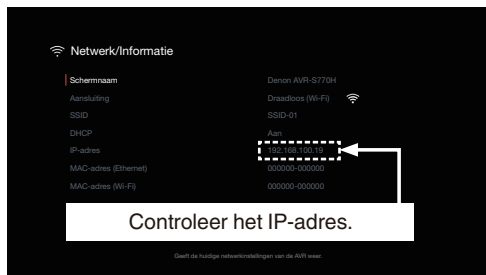 Netwerk/Informatie
Schermnaam Denon AVR-S770H
Aansluiting Draadloos (Wi-Fi)
SSID SSID-01
DHCP Aan
IP-adres 192.168.100.19
MAC-adres (Ethernet) 000000-000000
MAC-adres (Wi-Fi) 000000-000000
Controleer het IP-adres.
Geeft de huidige netwerkinstellingen van de AVR weer.